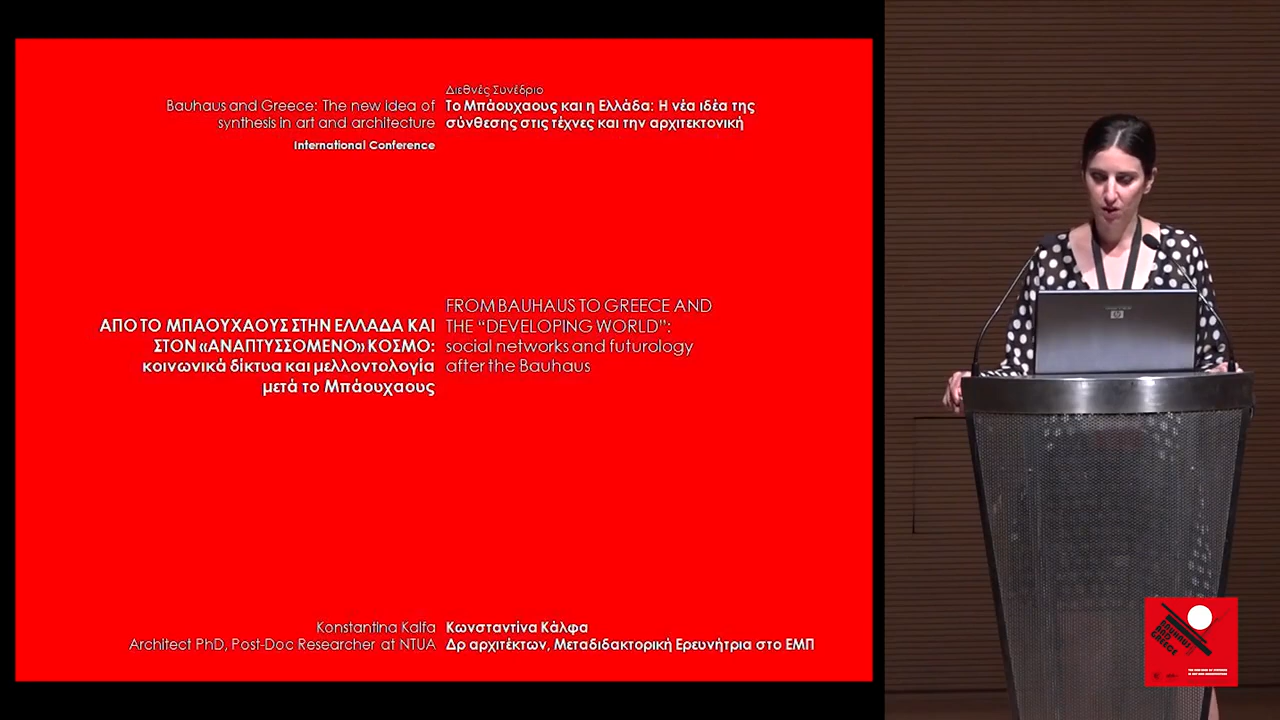 Διεθνές Συνέδριο
Bauhaus and Greece: The new idea of
synthesis in art and architecture
International Conference
Το Μπάουχαους και η Ελλάδα: Η νέα ιδέα της
σύνθεσης στις τέχνες και την αρχιτεκτονική
ΑΠΟ ΤΟ ΜΠΑΟΥΧΑΟΥΣ ΣΤΗΝ ΕΛΛΑΔΑ ΚΑΙ
ΣΤΟΝ «ΑΝΑΠΤΥΣΣΟΜΕΝΟ» ΚΟΣΜΟ:
κοινωνικά δίκτυα και μελλοντολογία
μετά το Μπάουχαους
FROM BAUHAUS TO GREECE AND
THE “DEVELOPING WORLD”:
social networks and futurology
after the Bauhaus
Konstantina Kalfa
Architect PhD, Post-Doc Researcher at NTUA
Κωνσταντίνα Κάλφα
Δρ αρχιτέκτων, Μεταδιδακτορική Ερευνήτρια στο ΕΜΠ
hp
BAUHAUS
AND
GREECE